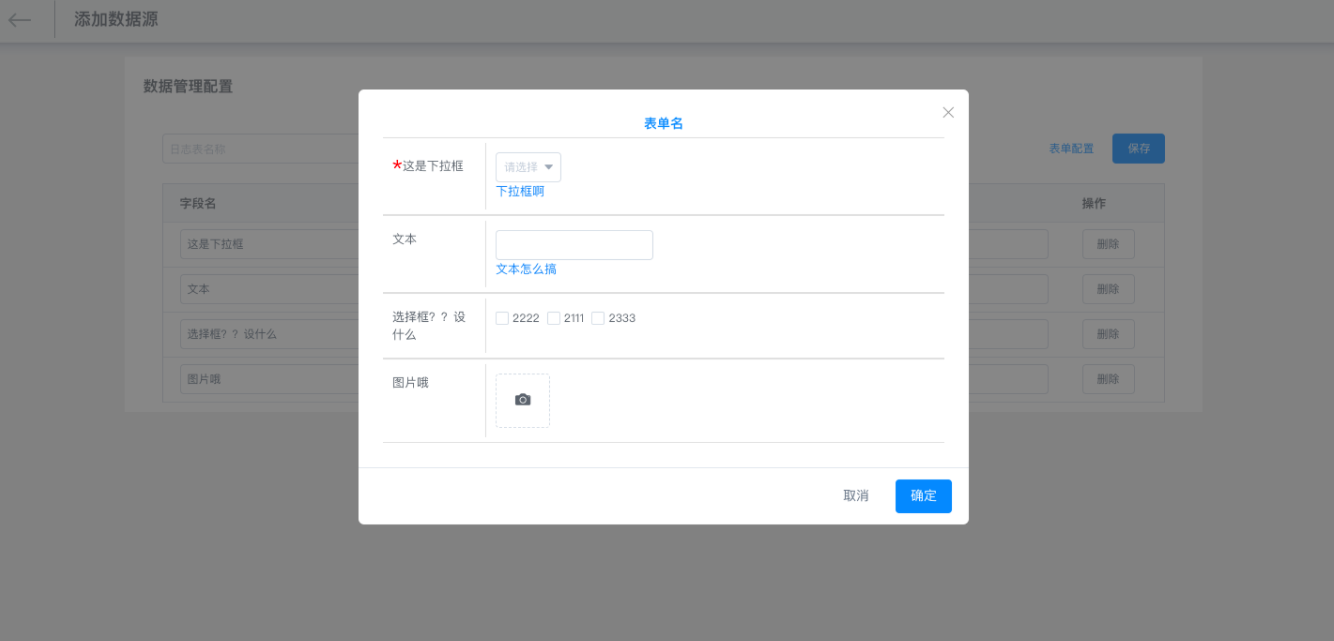 添加数据源
数据管理配置
日志表名称
表单配置
保存
字段名
操作
这是下拉框
删除
文本
删除
选择框？？设什么
删除
图片哦
删除
表单名
*这是下拉框
请选择
下拉框啊
文本
文本怎么搞
选择框？？设
什么
2222 2111 2333
图片哦
取消
确定